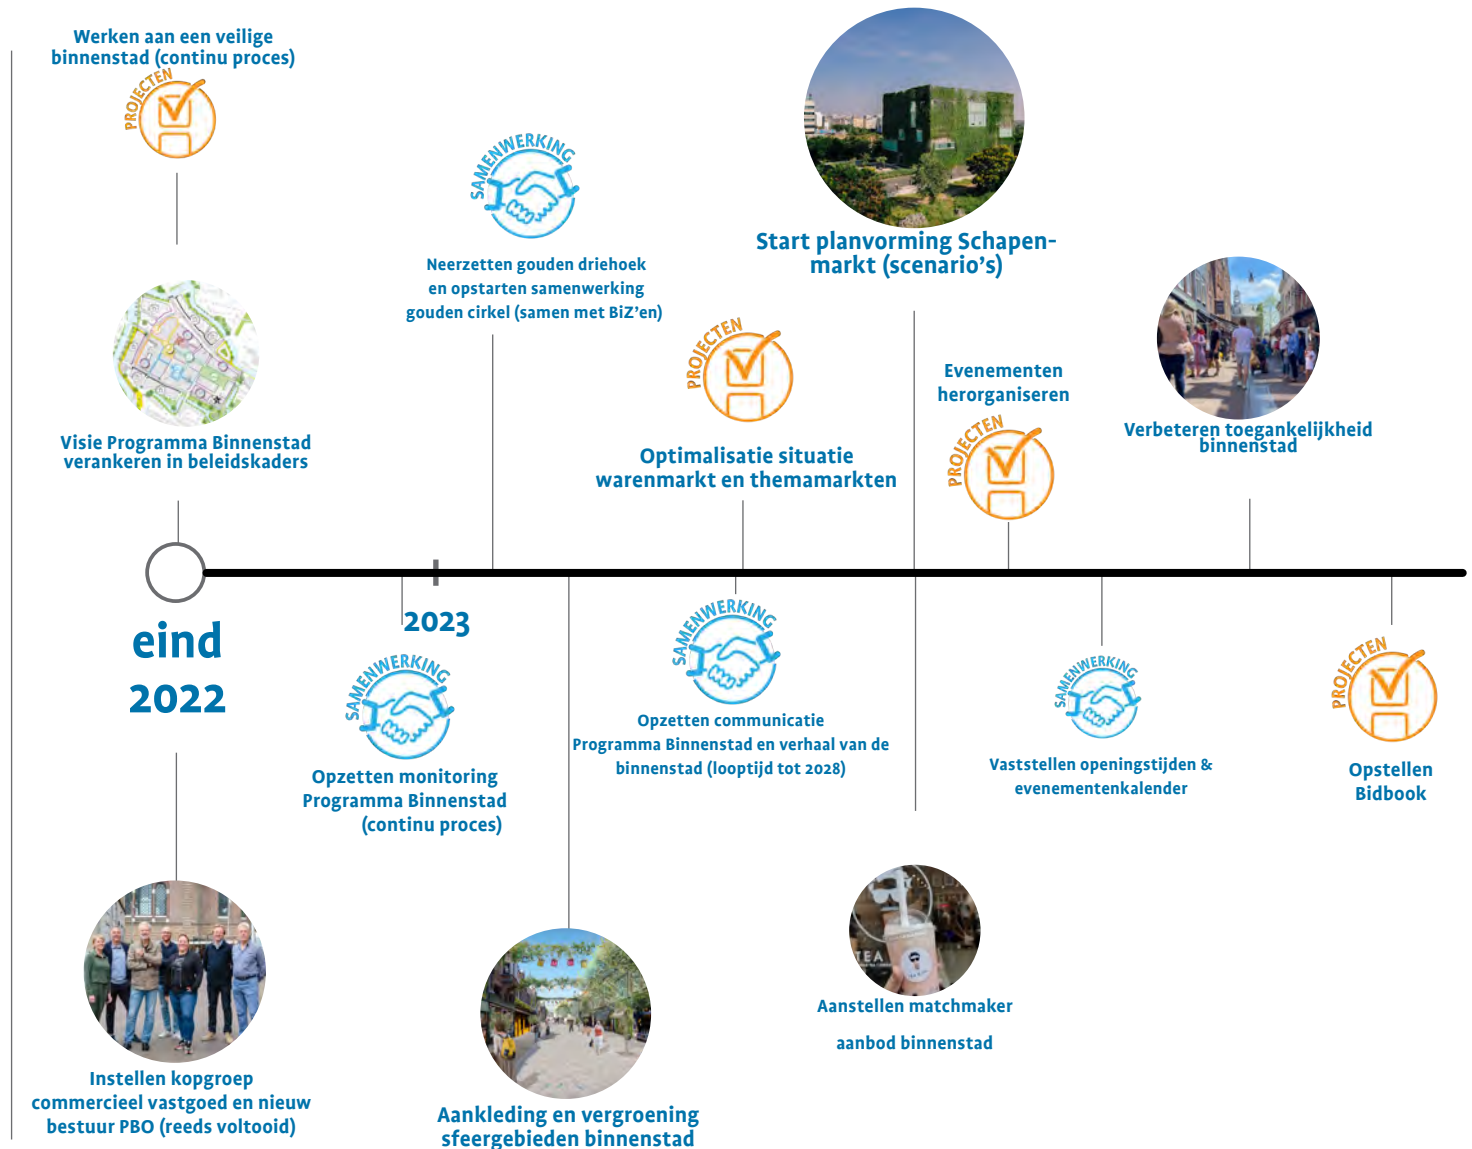 Werken aan een veilige
binnenstad (continu proces)
PROJECTEN
Visie Programma Binnenstad
verankeren in beleidskaders
eind
2022
Instellen kopgroep
commercieel vastgoed en nieuw
bestuur PBO (reeds voltooid)
2023
SAMENWERKING
Opzetten monitoring
Programma Binnenstad
(continu proces)
SAMENWERKING
Neerzetten gouden driehoek
en opstarten samenwerking
gouden cirkel (samen met BiZ'en)
Aankleding en vergroening
sfeergebieden binnenstad
SAMENWERKING
Opzetten communicatie
Programma Binnenstad en verhaal van de
binnenstad (looptijd tot 2028)
PROJECTEN
Optimalisatie situatie
warenmarkt en themamarkten
Start planvorming Schapen-
markt (scenario's)
TEA
Aanstellen matchmaker
aanbod binnenstad
Evenementen
herorganiseren
PROJECTEN
SAMENWERKING
Vaststellen openingstijden &
evenementenkalender
Verbeteren toegankelijkheid
binnenstad
PROJECTEN
Opstellen
Bidbook